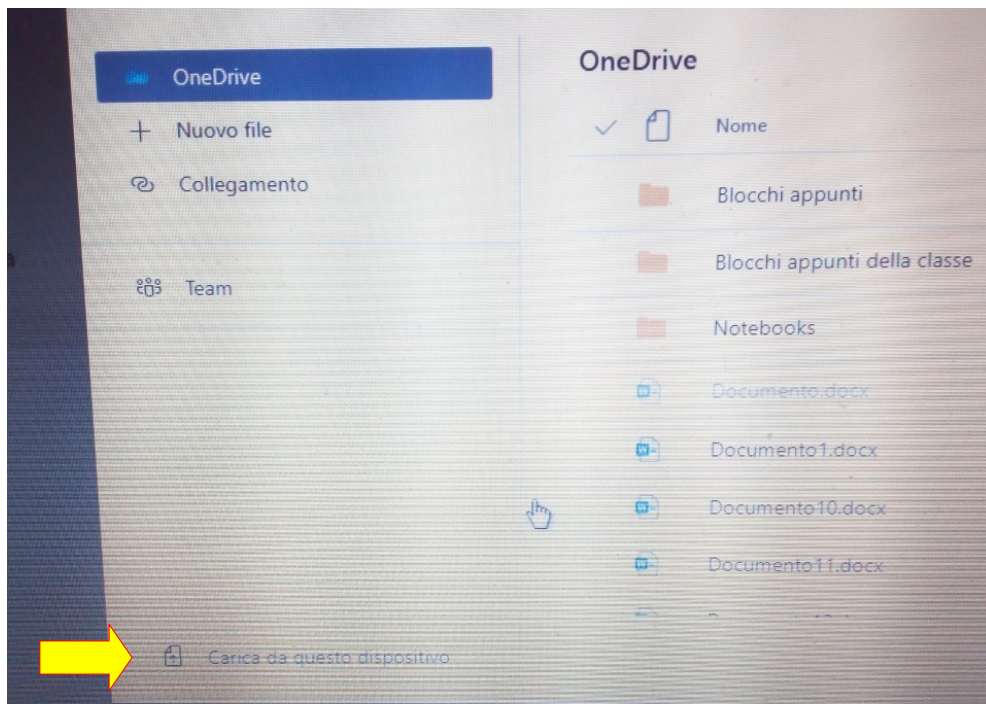 OneDrive
Nuovo file
Collegamento
Team
Carica da questo dispositivo
OneDrive
Nome
Blocchi appunti
Blocchi appunti della classe
Notebooks
Documento.docx
Documento1.docx
Documento10.docx
Documento11.docx